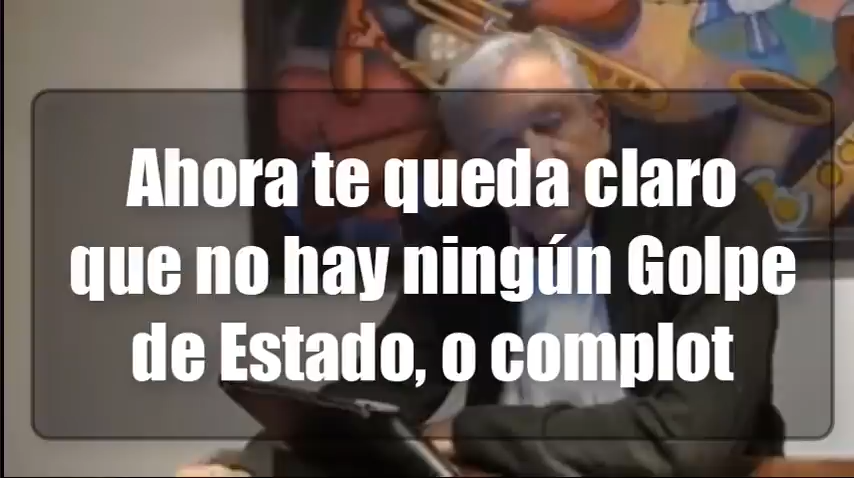 Ahora te queda claro
que no hay ningún Golpe
de Estado, o complot